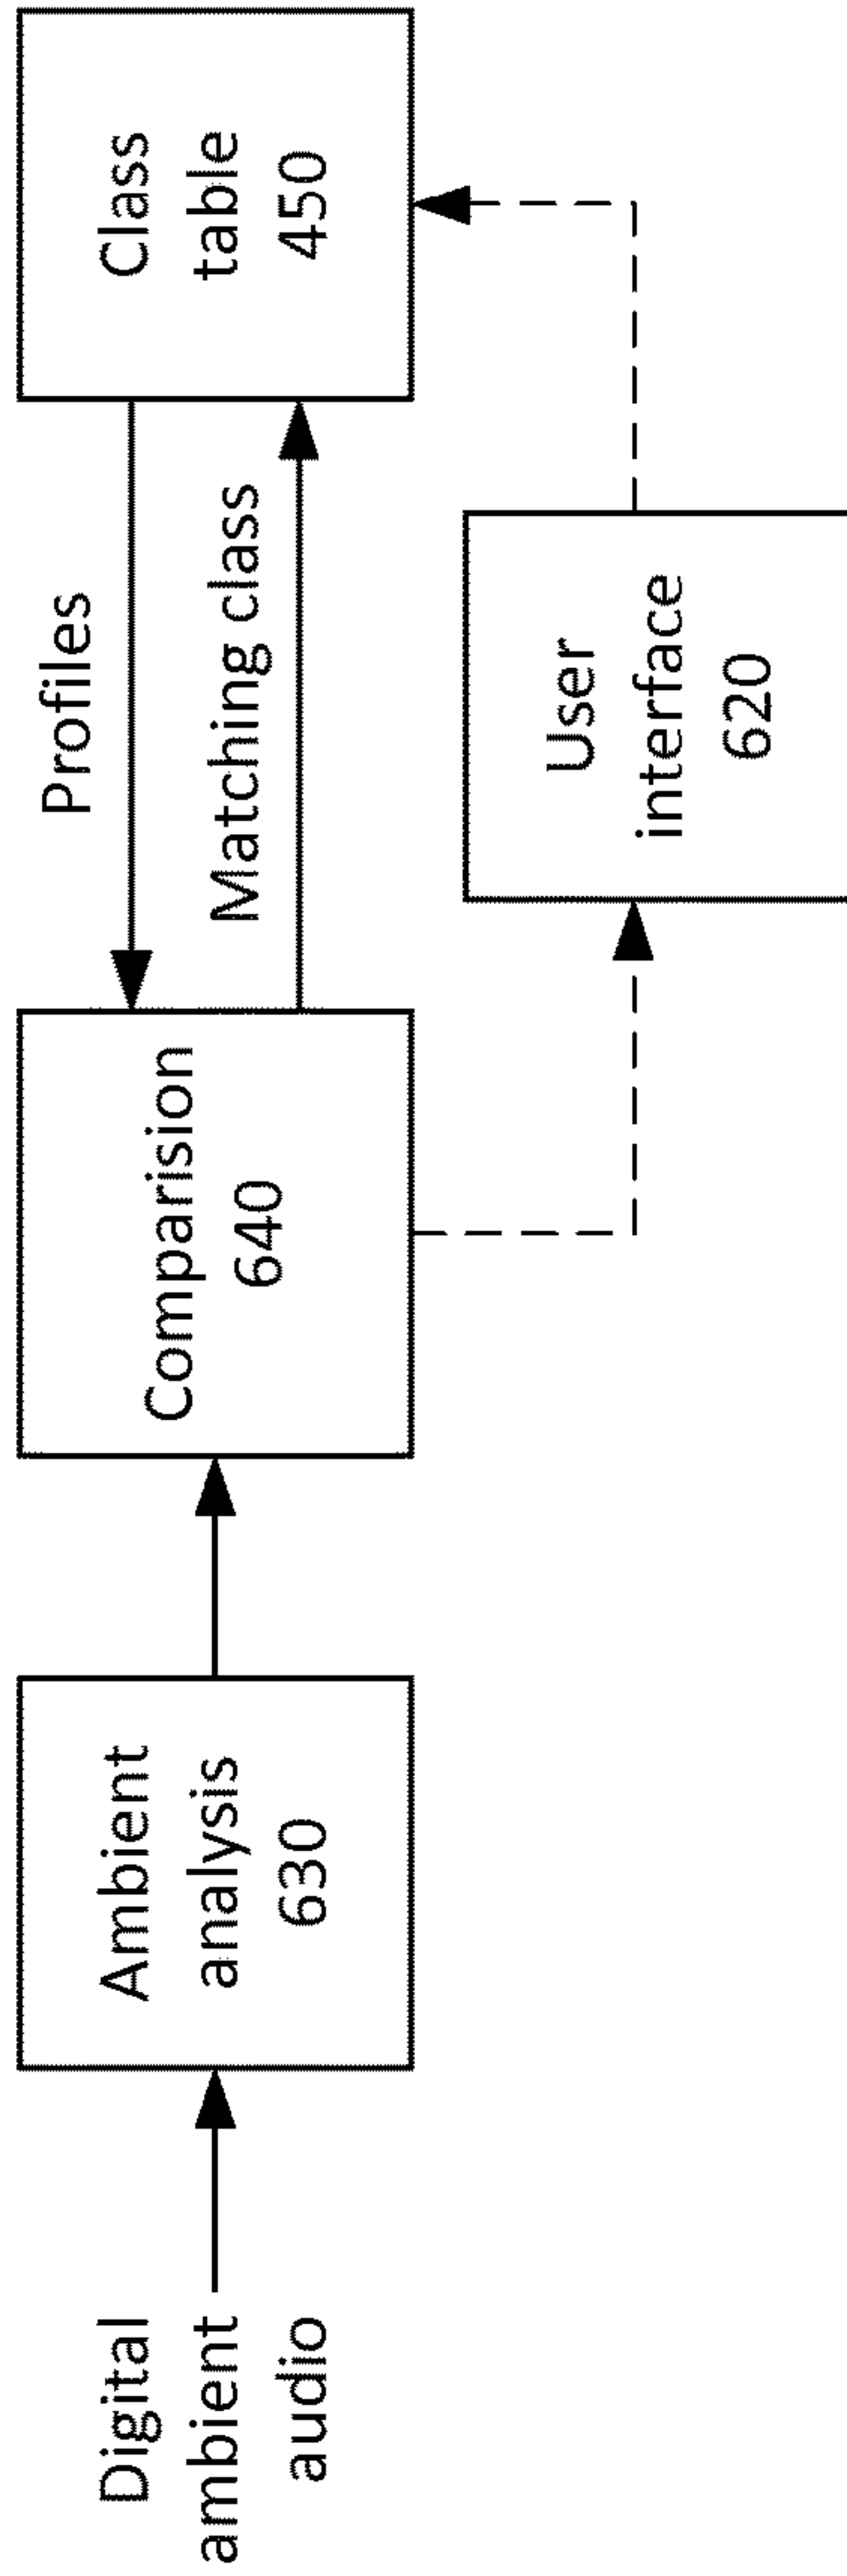 Digital
ambient
audio
Ambient
analysis
630
Comparision
640
Profiles
Matching class
Class
table
450
User
interface
620